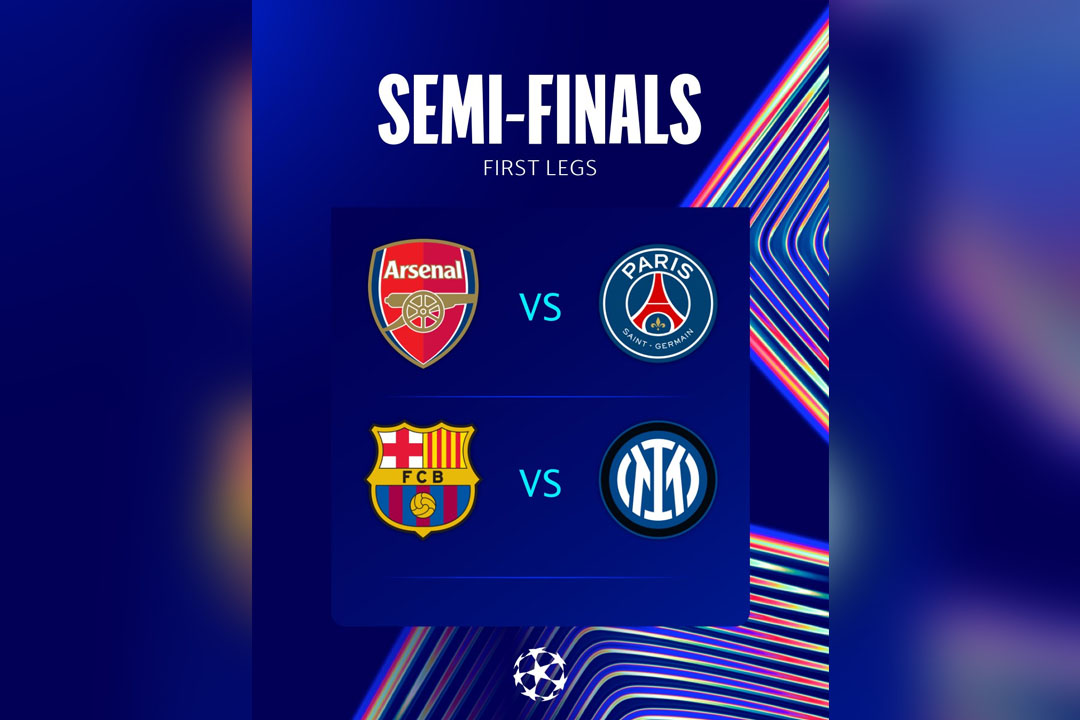 SEMI-FINALS
FIRST LEGS
Arsenal
VS
PARIS
SAINT-GERMAIN
FCB
VS